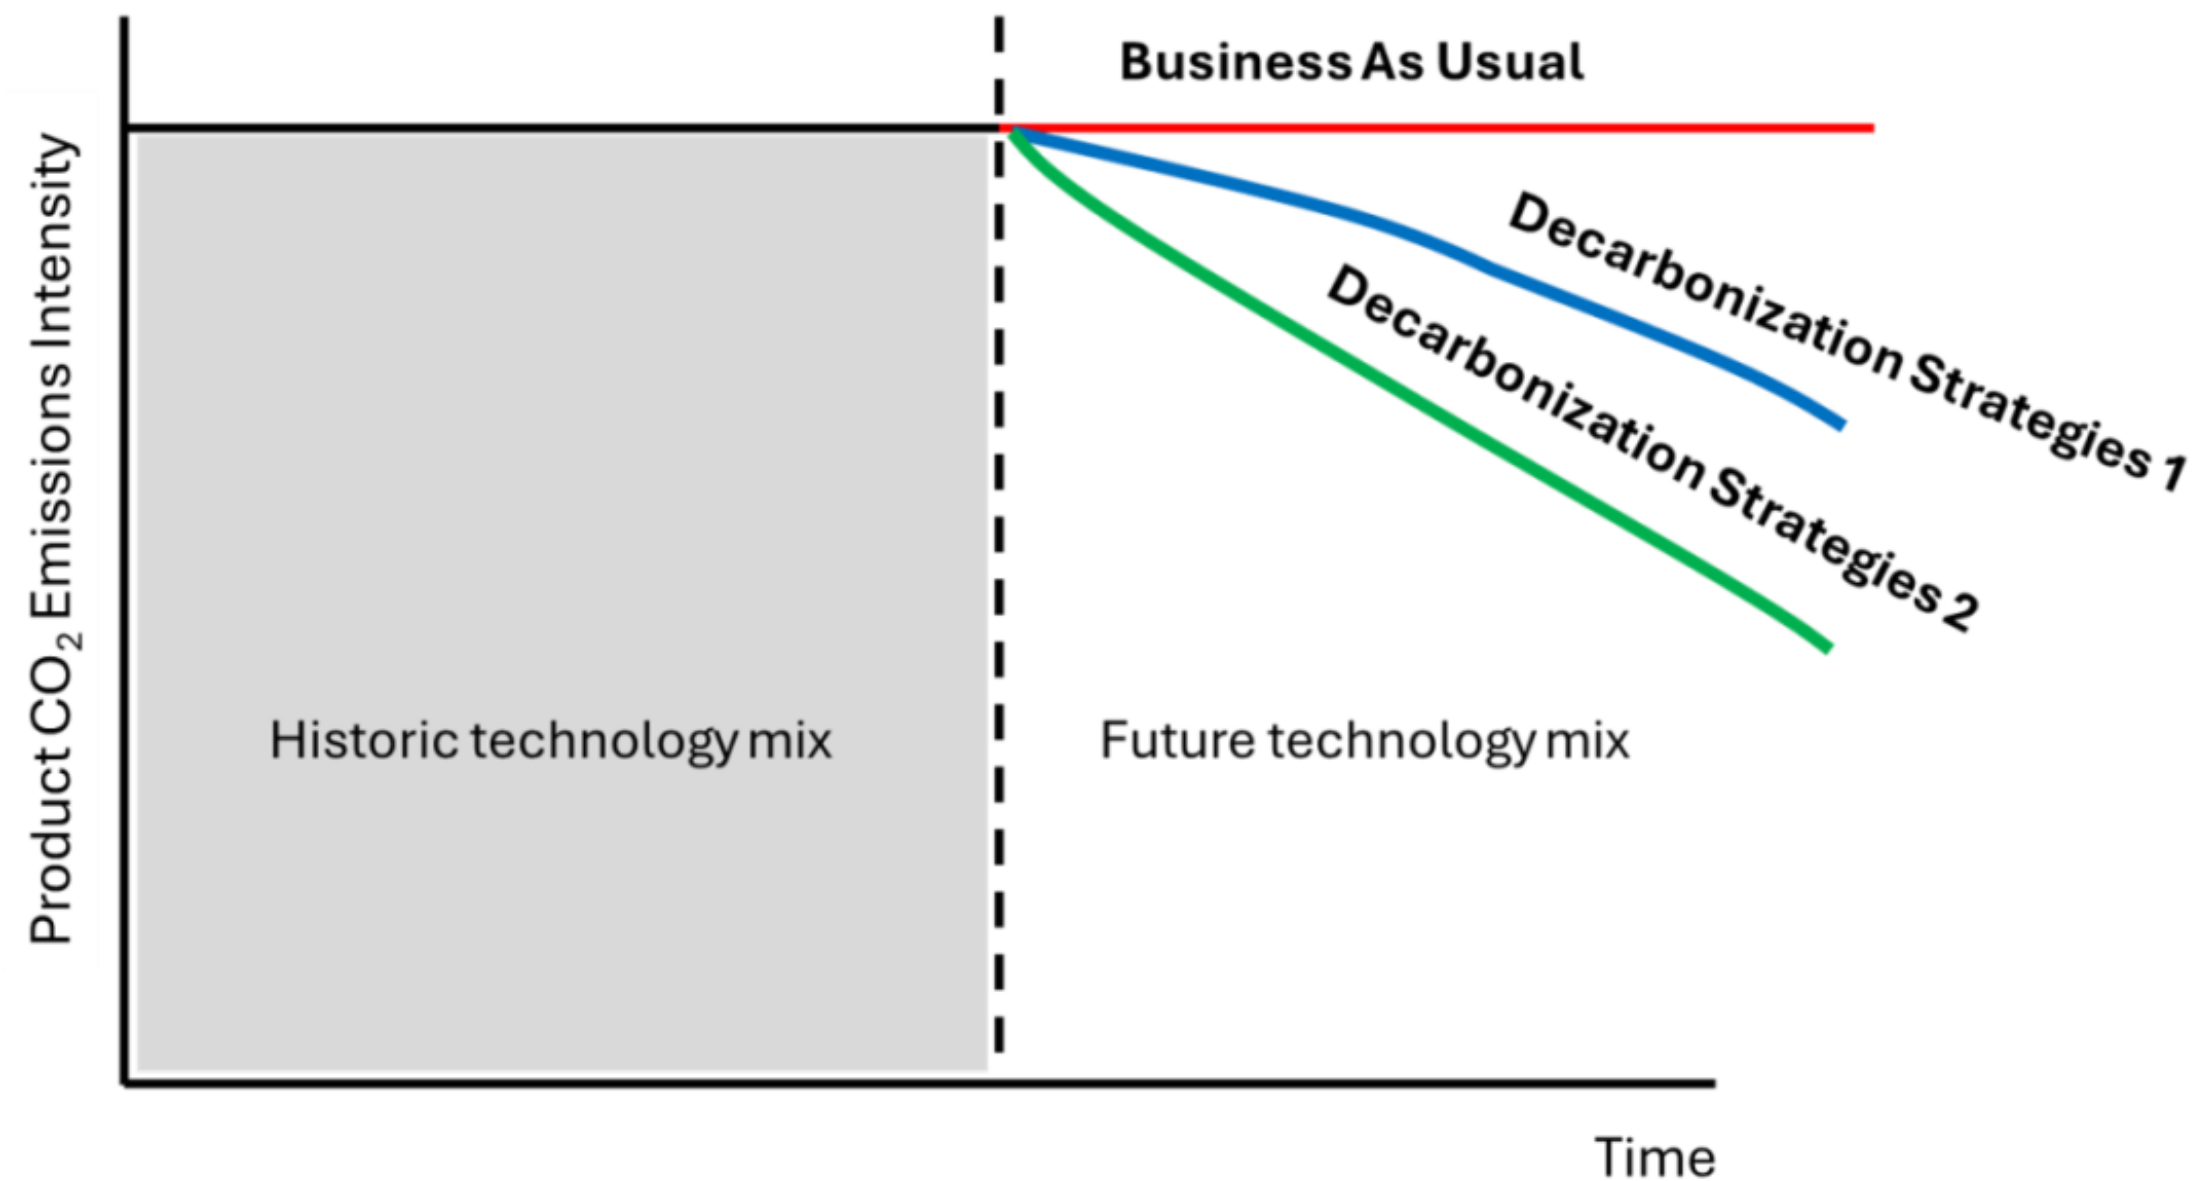 Business As Usual
Product CO₂ Emissions Intensity
Decarbonization Strategies 1
Decarbonization Strategies 2
Historic technology mix
Future technology mix
Time